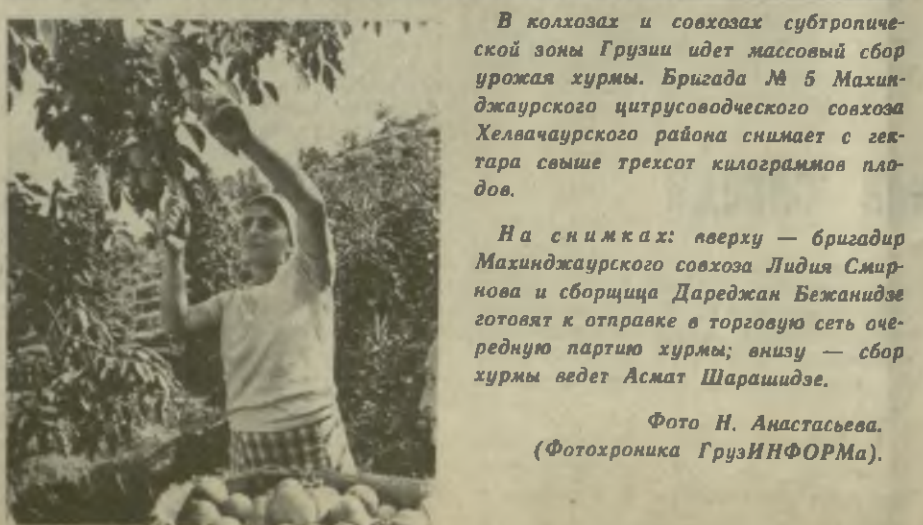 В колхозах и совхозах субтропиче-
ской зоны Грузии идет массовый сбор
урожая хурмы. Бригада № 5 Махин-
джаурского цитрусоводческого совхоза
Хелвачаурского района снимает с гек-
тара свыше трехсот килограммов пло-
дов.
На снимках: вверху — бригадир
Махинджаурского совхоза Лидия Смир-
нова и сборщица Дареджан Бежанидзе
готовят к отправке в торговую сеть оче-
редную партию хурмы; внизу — сбор
хурмы ведет Асмат Шарашидзе.
Фото Н. Анастасьева.
(Фотохроника ГрузИНФОРМа).